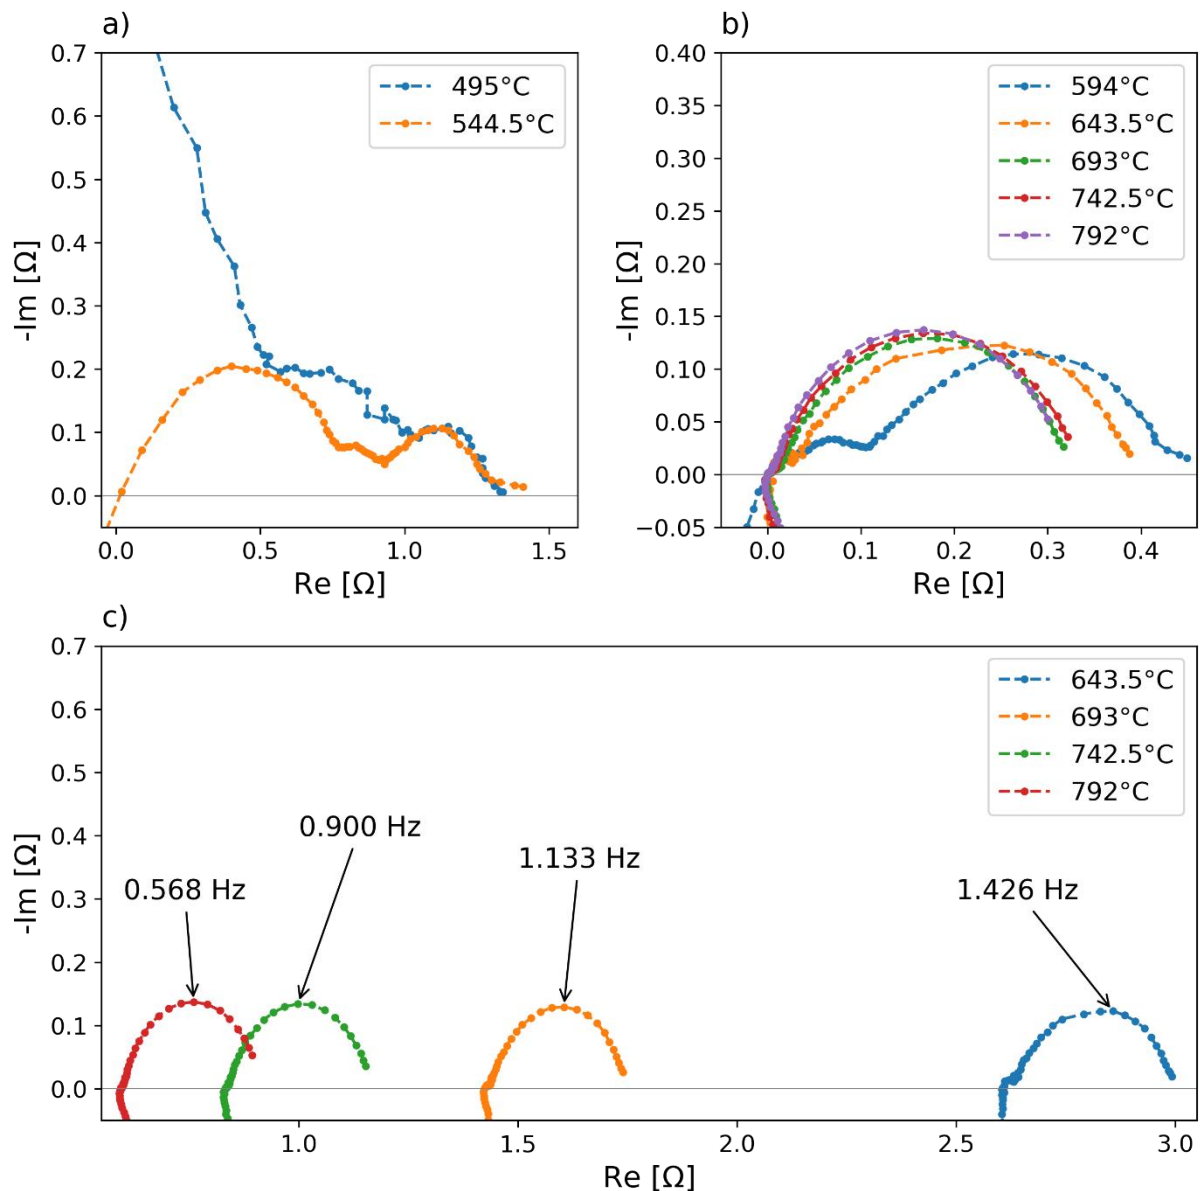 a)
0.7
0.6
0.5
0.4
0.3
0.2
0.1
0.0
-Im [Ω]
0.0 0.5 1.0 1.5
Re [Ω]
495°C
544.5°C
b)
0.40
0.35
0.30
0.25
0.20
0.15
0.10
0.05
0.00
−0.05
-Im [Ω]
0.0 0.1 0.2 0.3 0.4
Re [Ω]
594°C
643.5°C
693°C
742.5°C
792°C
c)
0.7
0.6
0.5
0.4
0.3
0.2
0.1
0.0
-Im [Ω]
0.568 Hz
0.900 Hz
1.133 Hz
1.426 Hz
643.5°C
693°C
742.5°C
792°C
1.0 1.5 2.0 2.5 3.0
Re [Ω]